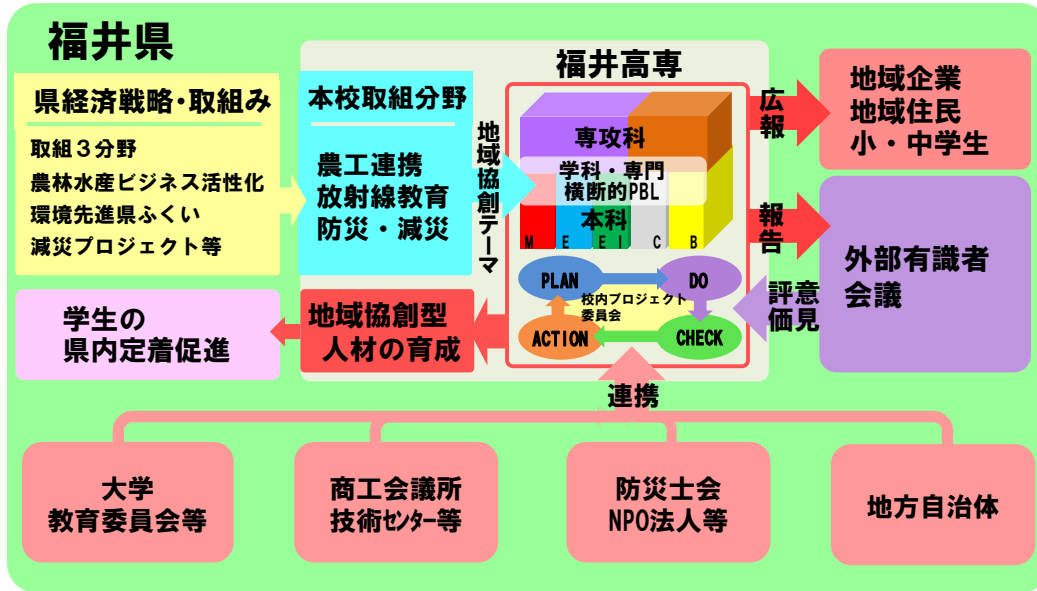 福井県
県経済戦略・取組み
取組３分野
農林水産ビジネス活性化
環境先進県ふくい
減災プロジェクト等
本校取組分野
農工連携
放射線教育
防災・減災
地域協創テーマ
福井高専
専攻科
学科・専門
横断的PBL
本科
M E E I C B
PLAN
DO
校内プロジェクト
委員会
ACTION
CHECK
広報
地域企業
地域住民
小・中学生
報告
外部有識者
会議
意見
評価
地域協創型
人材の育成
学生の
県内定着促進
連携
大学
教育委員会等
商工会議所
技術センター等
防災士会
NPO法人等
地方自治体